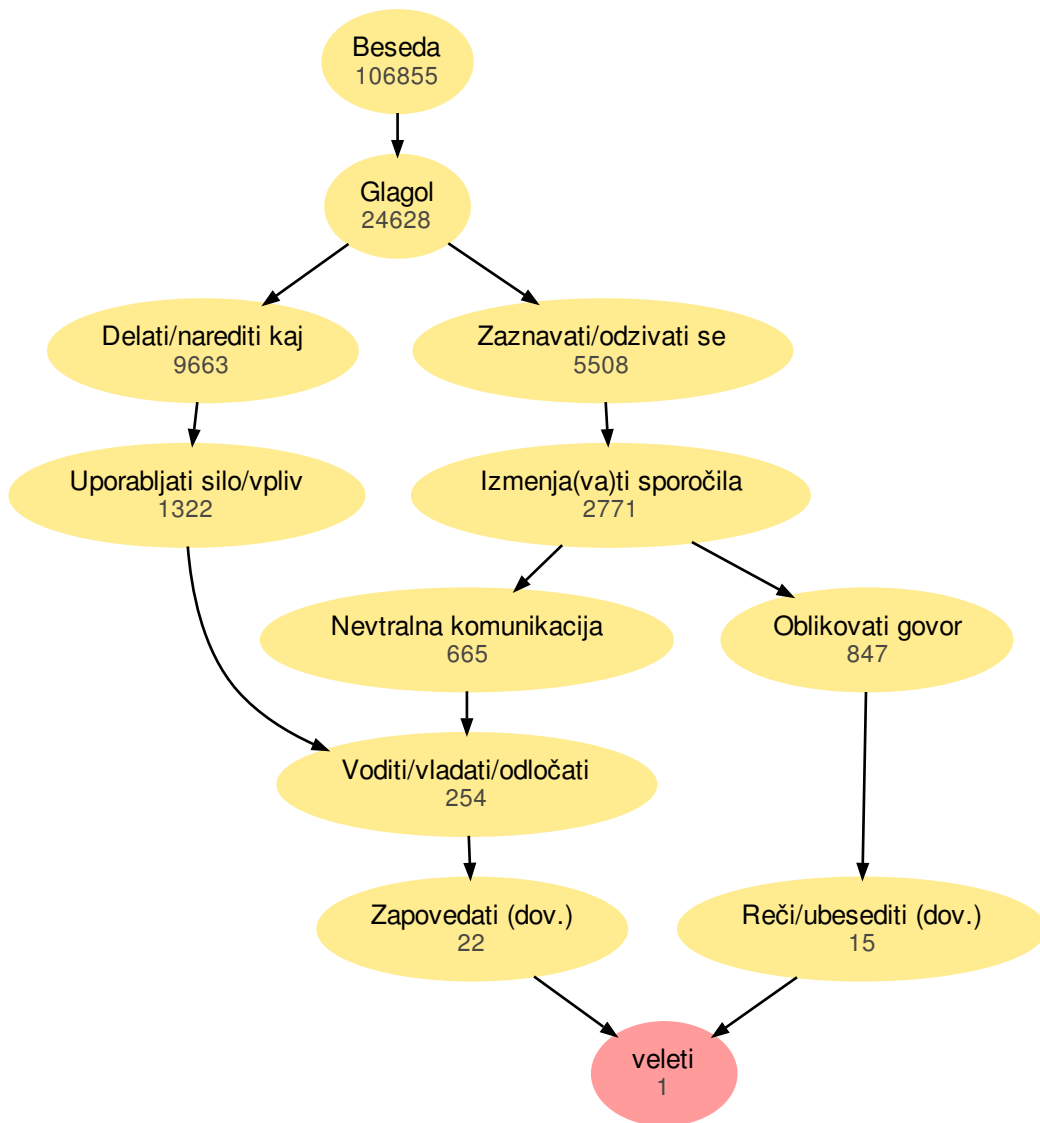 Beseda
106855
Glagol
24628
Delati/narediti kaj
9663
Zaznavati/odzivati se
5508
Uporabljati silo/vpliv
1322
Izmenja(va)ti sporočila
2771
Nevtralna komunikacija
665
Oblikovati govor
847
Voditi/vladati/odločati
254
Zapovedati (dov.)
22
Reči/ubesediti (dov.)
15
veleti
1